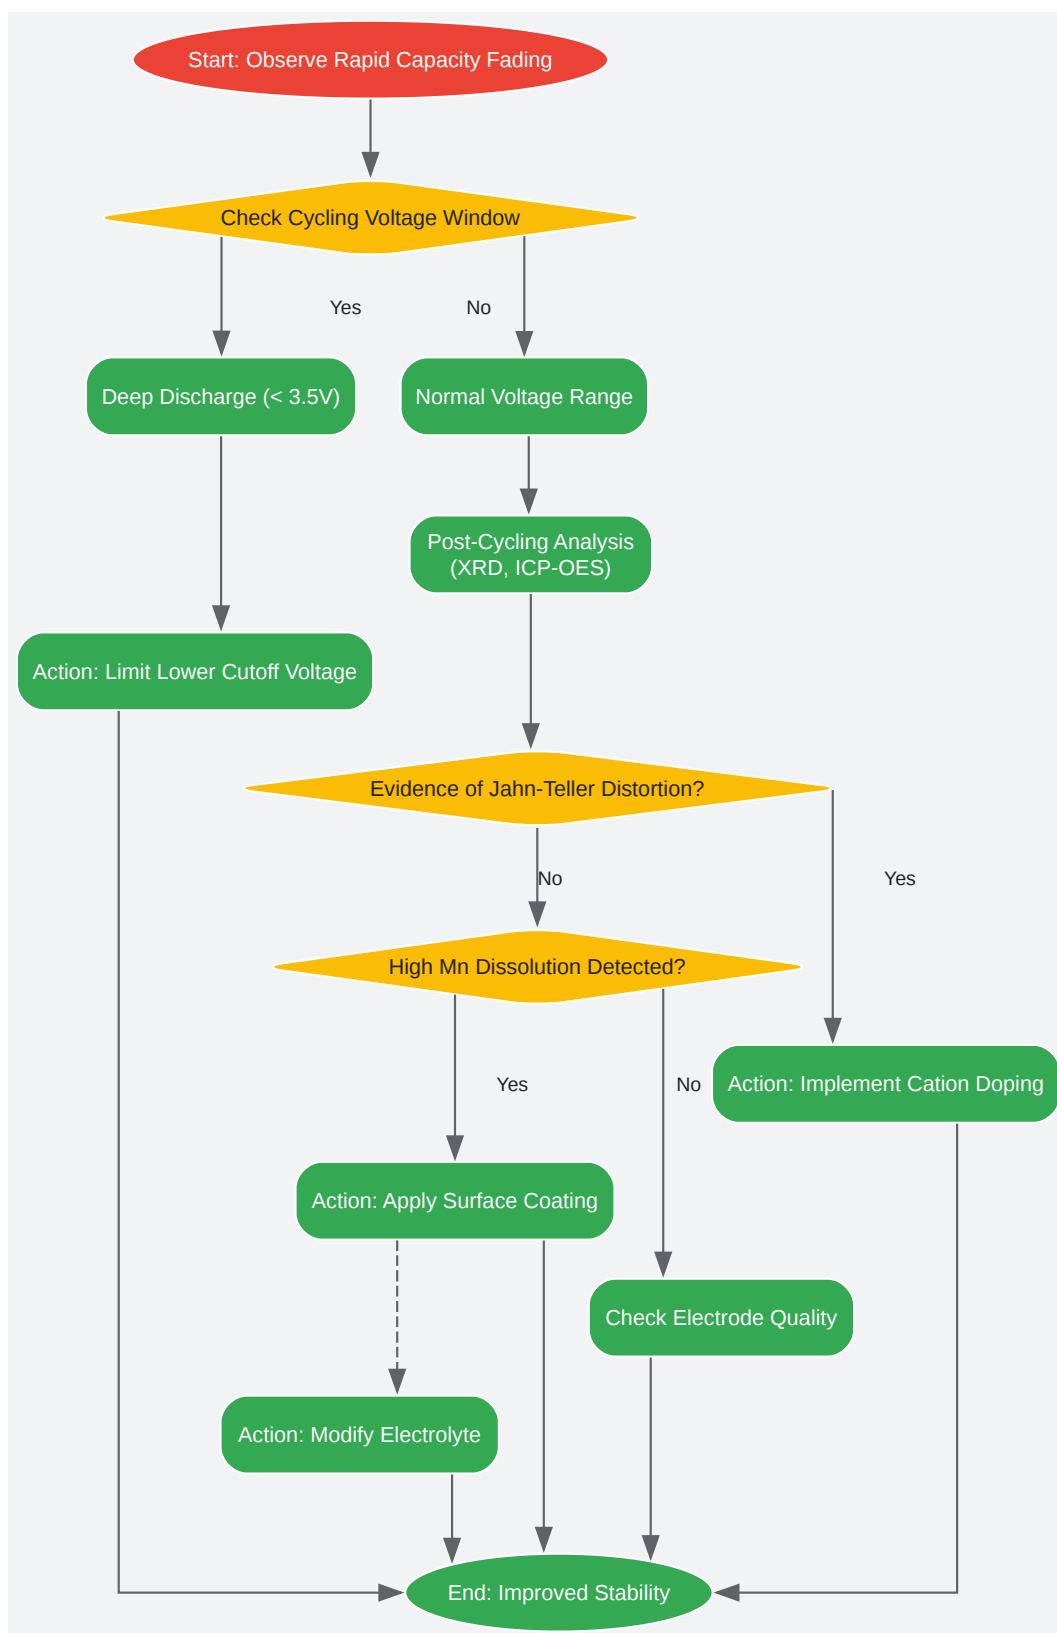 Start: Observe Rapid Capacity Fading
Check Cycling Voltage Window
Yes
No
Deep Discharge (< 3.5V)
Normal Voltage Range
Post-Cycling Analysis
(XRD, ICP-OES)
Action: Limit Lower Cutoff Voltage
Evidence of Jahn-Teller Distortion?
No
Yes
High Mn Dissolution Detected?
Yes
No
Action: Implement Cation Doping
Action: Apply Surface Coating
Check Electrode Quality
Action: Modify Electrolyte
End: Improved Stability